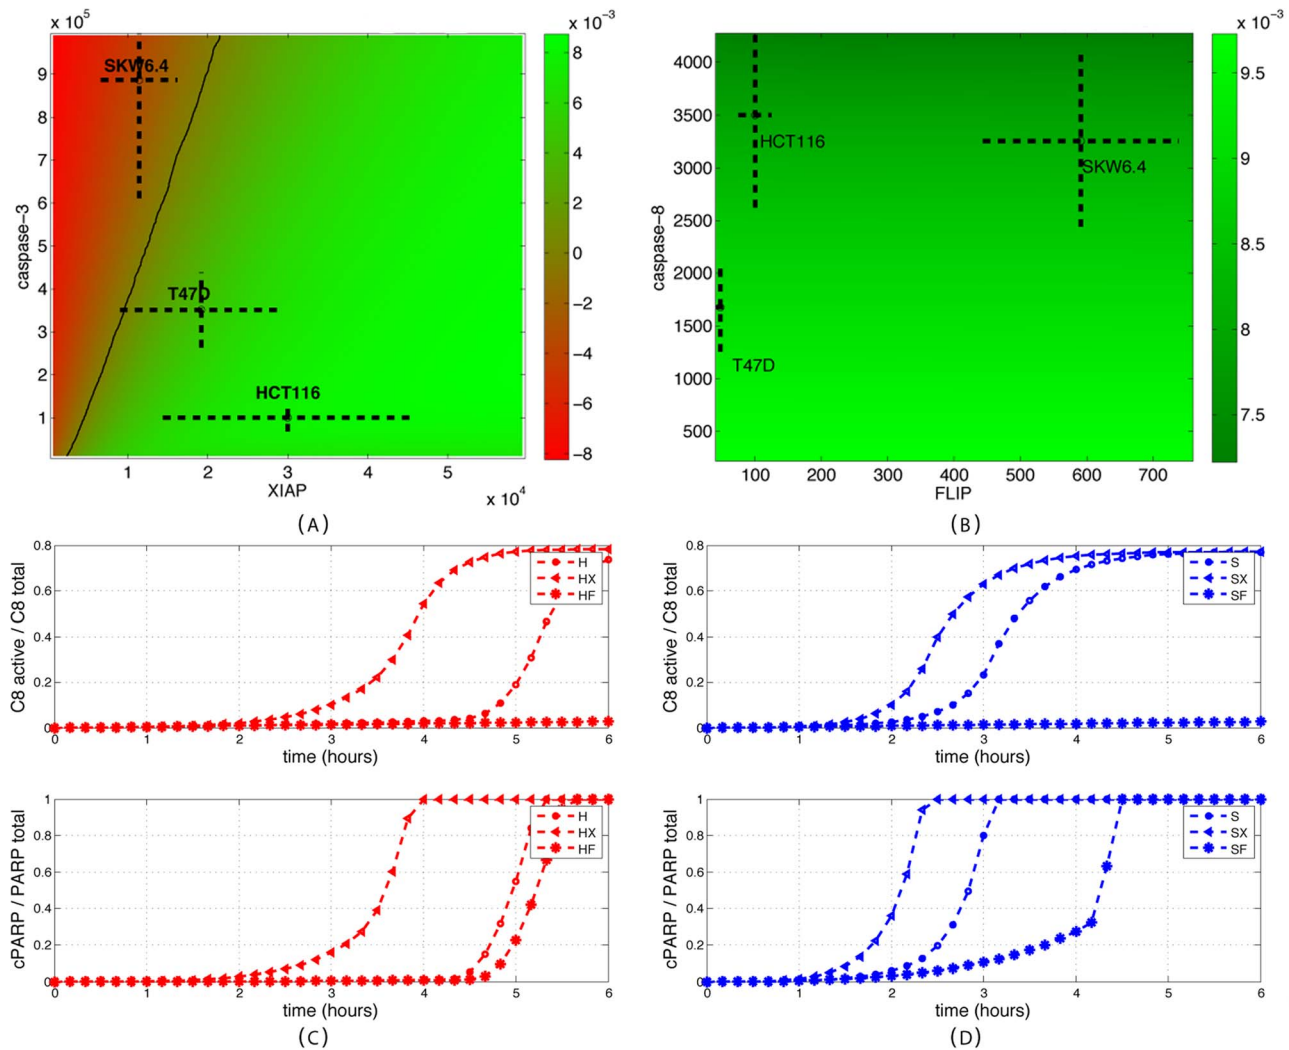 x 10⁵
x 10⁻³
caspase-3
9
8
7
6
5
4
3
2
1
SKW6.4
T47D
HCT116
8
6
4
2
0
−2
−4
−6
−8
1 2 3 4 5
XIAP
x 10⁴
(A)
x 10⁻³
caspase-8
4000
3500
3000
2500
2000
1500
1000
500
HCT116
SKW6.4
T47D
9.5
9
8.5
8
7.5
100 200 300 400 500 600 700
FLIP
(B)
C8 active / C8 total
0.8
0.6
0.4
0.2
0
H
HX
HF
0 1 2 3 4 5 6
time (hours)
C8 active / C8 total
0.8
0.6
0.4
0.2
0
S
SX
SF
0 1 2 3 4 5 6
time (hours)
cPARP / PARP total
1
0.8
0.6
0.4
0.2
0
H
HX
HF
0 1 2 3 4 5 6
time (hours)
(C)
cPARP / PARP total
1
0.8
0.6
0.4
0.2
0
S
SX
SF
0 1 2 3 4 5 6
time (hours)
(D)